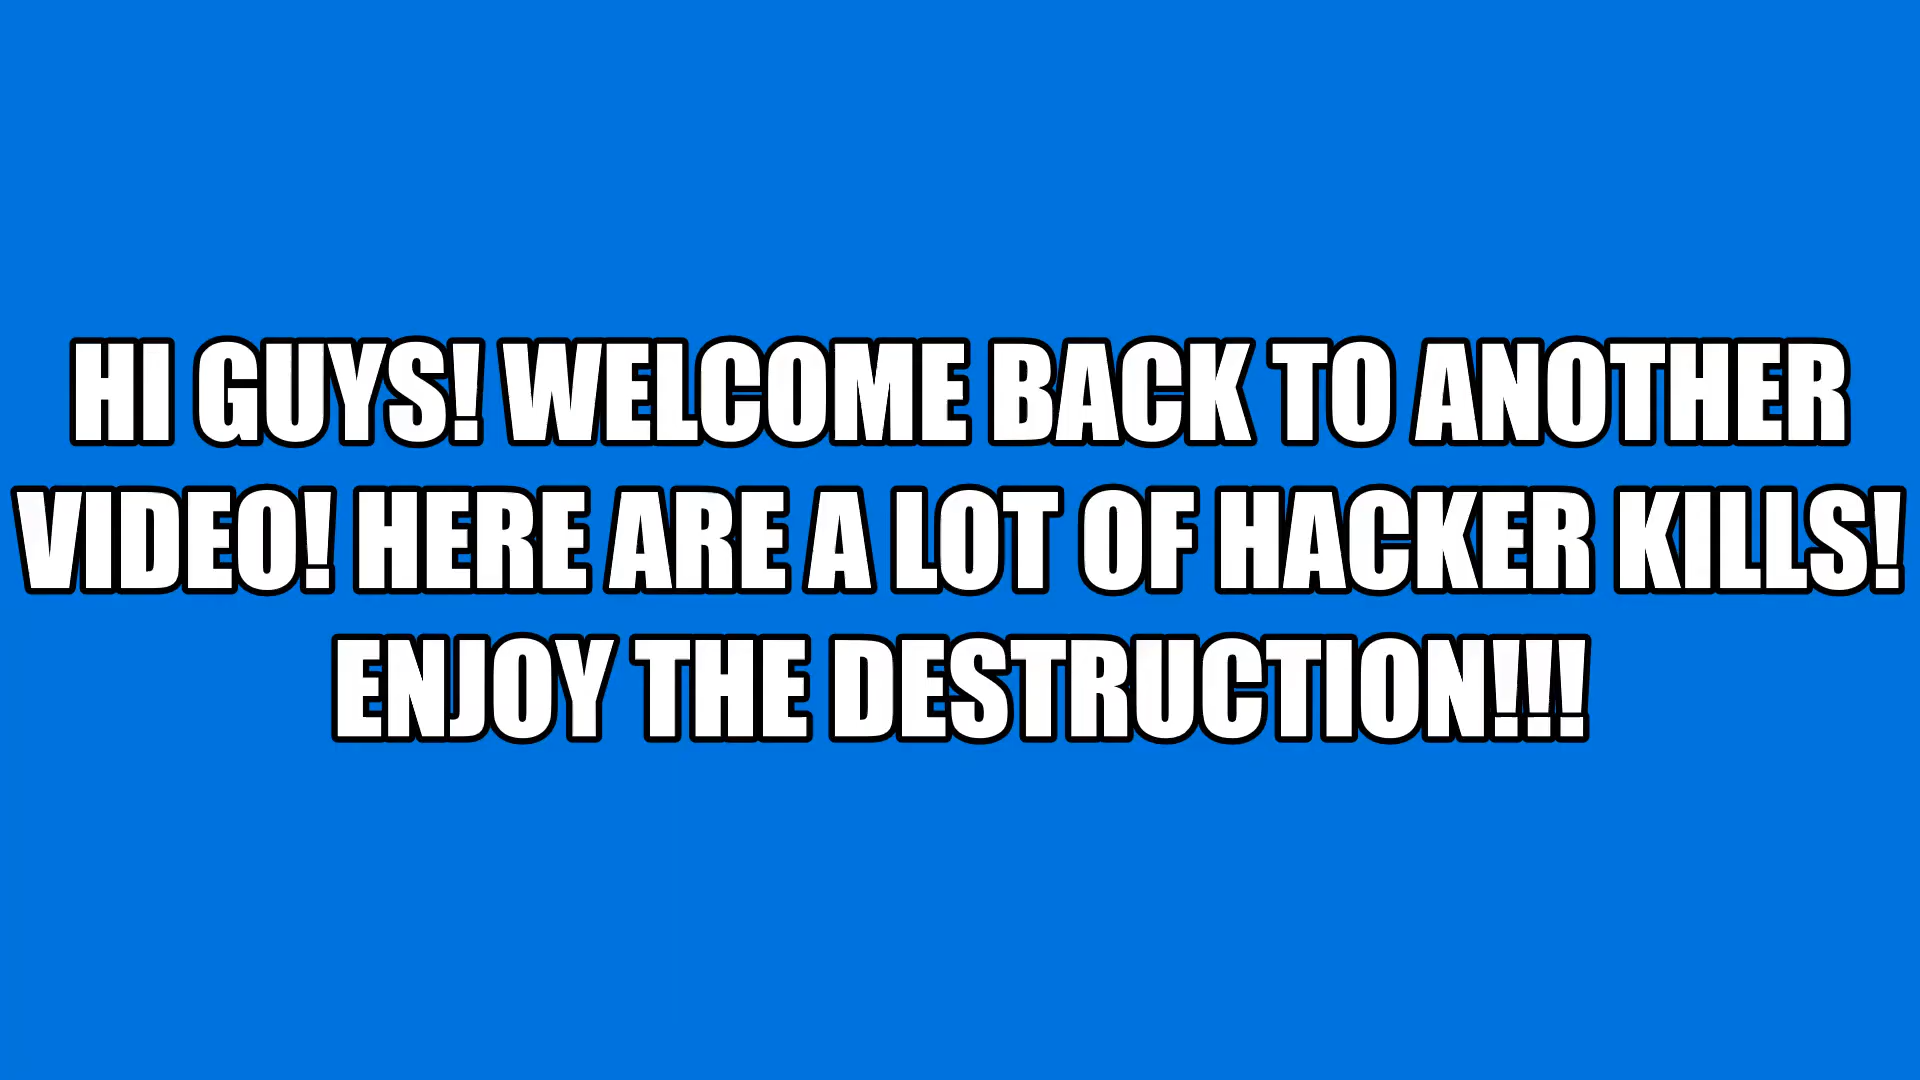 HI GUYS! WELCOME BACK TO ANOTHER
VIDEO! HERE ARE A LOT OF HACKER KILLS!
ENJOY THE DESTRUCTION!!!